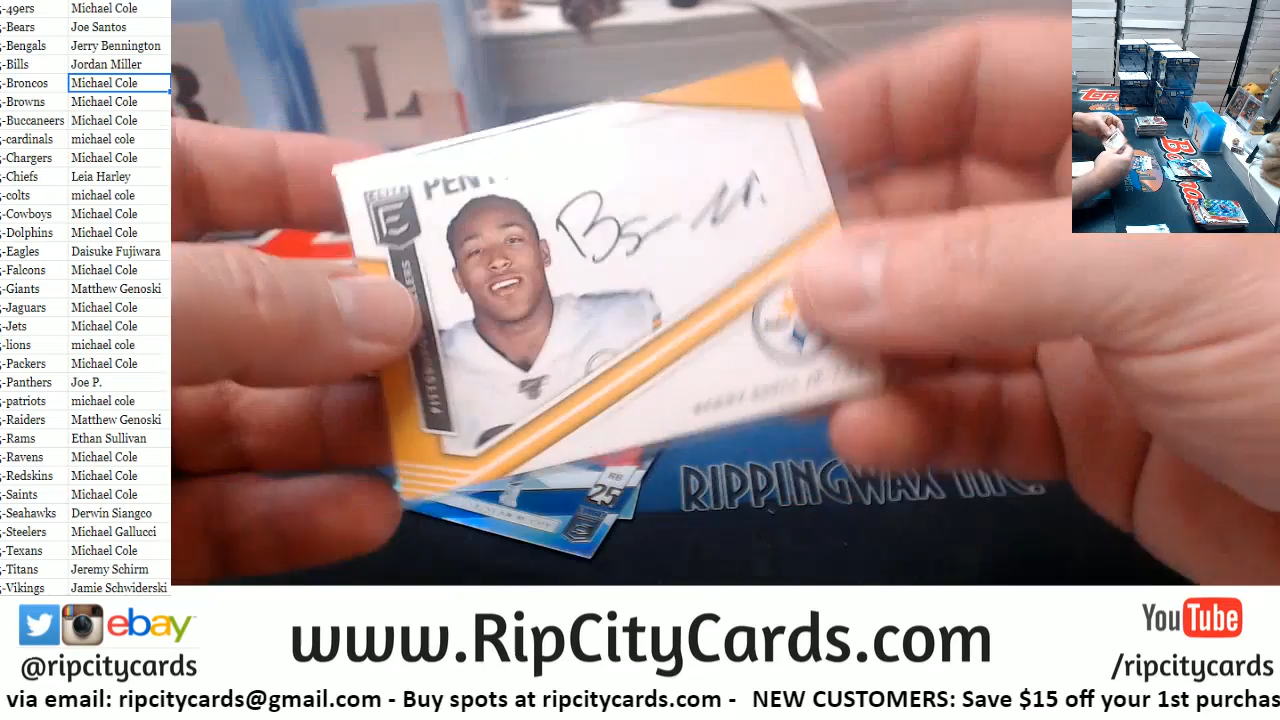 -49ers Michael Cole
-Bears Joe Santos
-Bengals Jerry Bennington
-Bills Jordan Miller
-Broncos Michael Cole
-Browns Michael Cole
-Buccaneers Michael Cole
-cardinals michael cole
-Chargers Michael Cole
-Chiefs Leia Harley
-colts michael cole
-Cowboys Michael Cole
-Dolphins Michael Cole
-Eagles Daisuke Fujiwara
-Falcons Michael Cole
-Giants Matthew Genoski
-Jaguars Michael Cole
-Jets Michael Cole
-lions michael cole
-Packers Michael Cole
-Panthers Joe P.
-patriots michael cole
-Raiders Matthew Genoski
-Rams Ethan Sullivan
-Ravens Michael Cole
-Redskins Michael Cole
-Saints Michael Cole
-Seahawks Derwin Siangco
-Steelers Michael Gallucci
-Texans Michael Cole
-Titans Jeremy Schirm
-Vikings Jamie Schwiderski
R L
E
RB
25
RIPPINGWAX INC.
ebay
@ripcitycards
www.RipCityCards.com
YouTube
/ripcitycards
via email: ripcitycards@gmail.com - Buy spots at ripcitycards.com - NEW CUSTOMERS: Save $15 off your 1st purchas